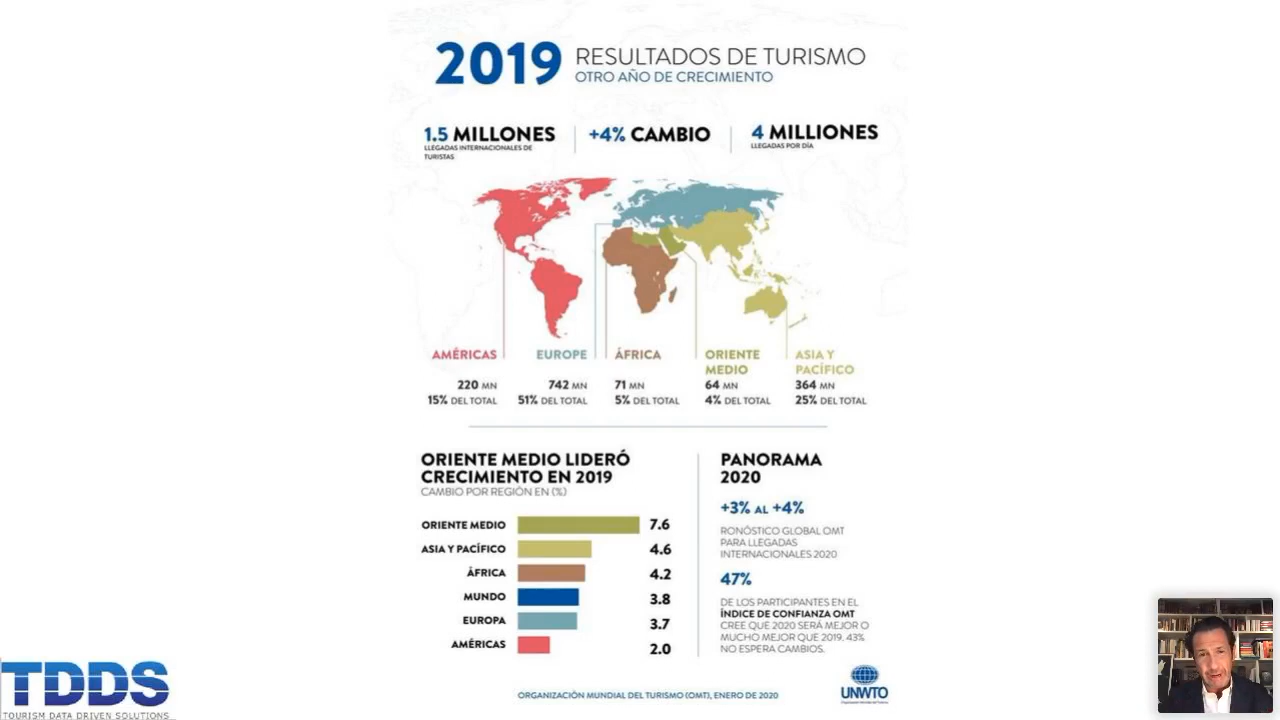 2019 RESULTADOS DE TURISMO
OTRO AÑO DE CRECIMIENTO
1.5 MILLONES
LLEGADAS INTERNACIONALES DE
TURISTAS
+4% CAMBIO
4 MILLIONES
LLEGADAS POR DÍA
AMÉRICAS
220 MN
15% DEL TOTAL
EUROPE
742 MN
51% DEL TOTAL
ÁFRICA
71 MN
5% DEL TOTAL
ORIENTE
MEDIO
64 MN
4% DEL TOTAL
ASIA Y
PACÍFICO
364 MN
25% DEL TOTAL
ORIENTE MEDIO LIDERÓ
CRECIMIENTO EN 2019
CAMBIO POR REGIÓN EN (%)
ORIENTE MEDIO 7.6
ASIA Y PACÍFICO 4.6
ÁFRICA 4.2
MUNDO 3.8
EUROPA 3.7
AMÉRICAS 2.0
PANORAMA
2020
+3% AL +4%
RONÓSTICO GLOBAL OMT
PARA LLEGADAS
INTERNACIONALES 2020
47%
DE LOS PARTICIPANTES EN EL
ÍNDICE DE CONFIANZA OMT
CREE QUE 2020 SERÁ MEJOR O
MUCHO MEJOR QUE 2019, 43%
NO ESPERA CAMBIOS.
ORGANIZACIÓN MUNDIAL DEL TURISMO (OMT), ENERO DE 2020
UNWTO
TDDS
TOURISM DATA DRIVEN SOLUTIONS